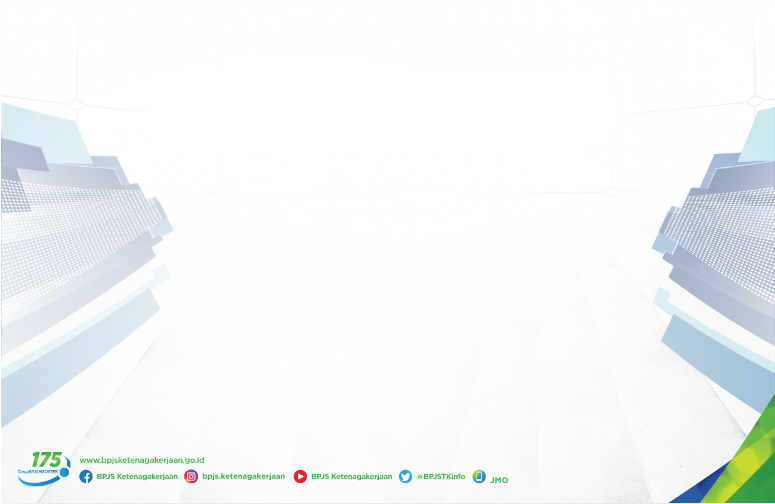 175
www.bpjsketenagakerjaan.go.id
BPJS Ketenagakerjaan bpjs.ketenagakerjaan BPJS Ketenagakerjaan @BPJSTKinfo JMO